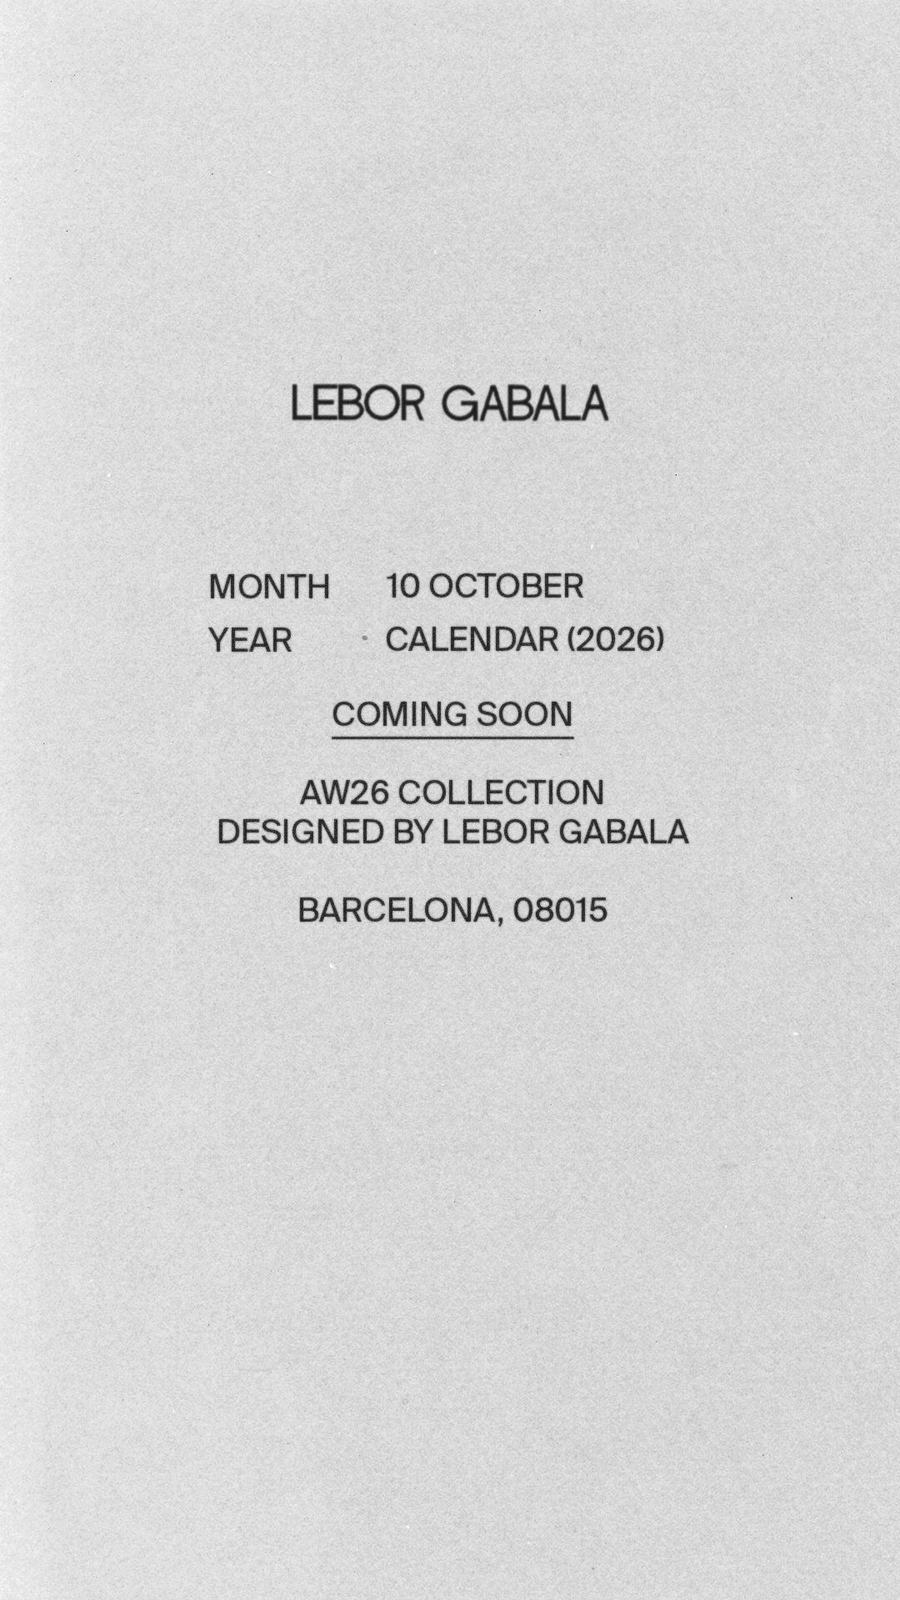 LEBOR GABALA
MONTH 10 OCTOBER
YEAR CALENDAR (2026)
COMING SOON
AW26 COLLECTION
DESIGNED BY LEBOR GABALA
BARCELONA, 08015